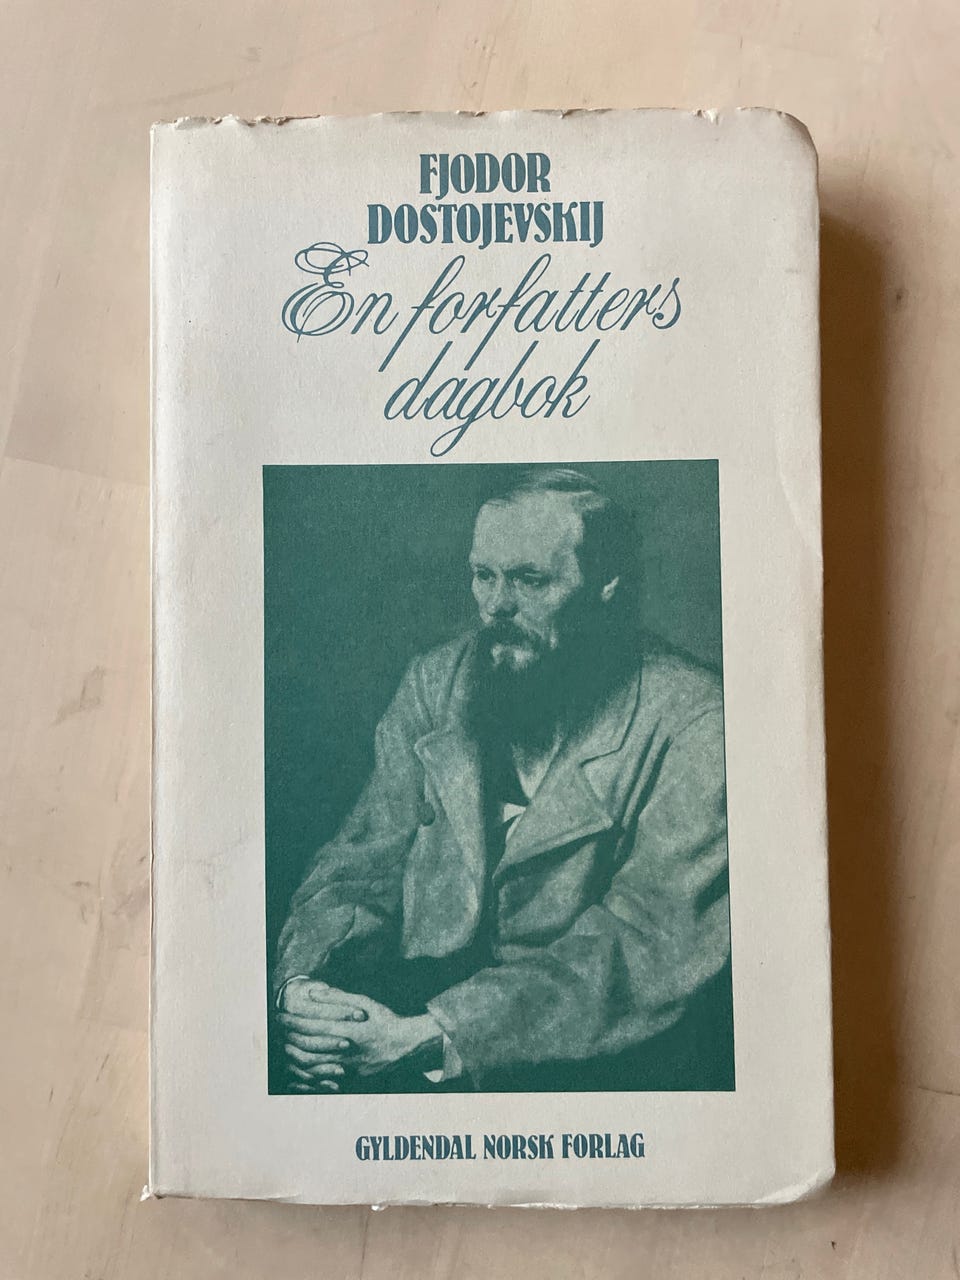 FJODOR
DOSTOJEVSKIJ
En forfatters
dagbok
GYLDENDAL NORSK FORLAG